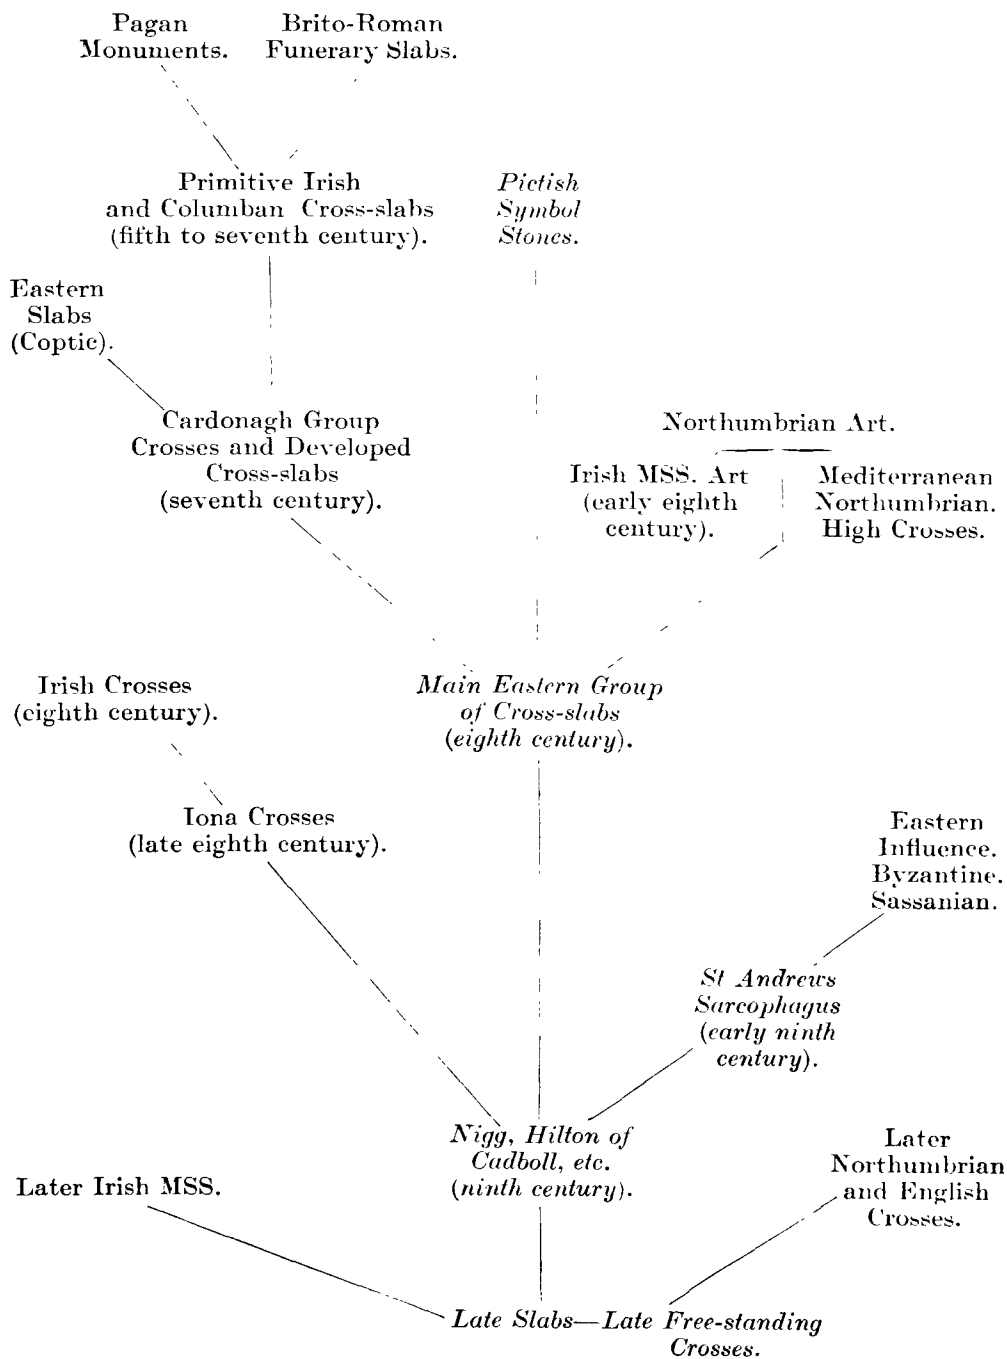 Pagan
Monuments.
Brito-Roman
Funerary Slabs.
Primitive Irish
and Columban Cross-slabs
(fifth to seventh century).
Pictish
Symbol
Stones.
Eastern
Slabs
(Coptic).
Cardonagh Group
Crosses and Developed
Cross-slabs
(seventh century).
Northumbrian Art.
Irish MSS. Art
(early eighth
century).
Mediterranean
Northumbrian.
High Crosses.
Irish Crosses
(eighth century).
Main Eastern Group
of Cross-slabs
(eighth century).
Iona Crosses
(late eighth century).
Eastern
Influence.
Byzantine.
Sassanian.
St Andrews
Sarcophagus
(early ninth
century).
Nigg, Hilton of
Cadboll, etc.
(ninth century).
Later
Northumbrian
and English
Crosses.
Later Irish MSS.
Late Slabs—Late Free-standing
Crosses.